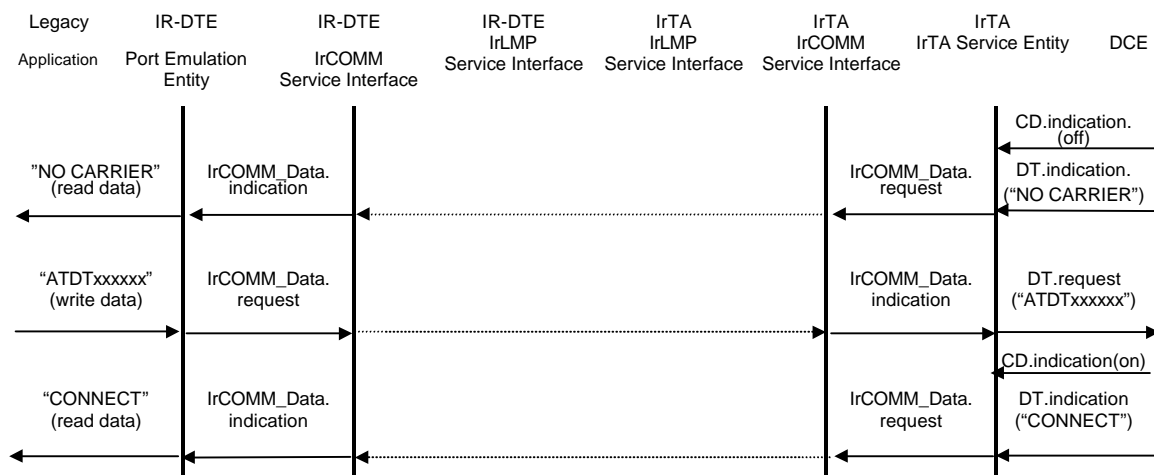 Legacy
Application
IR-DTE
Port Emulation
Entity
IR-DTE
IrCOMM
Service Interface
IR-DTE
IrLMP
Service Interface
IrTA
IrLMP
Service Interface
IrTA
IrCOMM
Service Interface
IrTA
IrTA Service Entity
DCE
CD.indication.
(off)
”NO CARRIER”
(read data)
IrCOMM_Data.
indication
IrCOMM_Data.
request
DT.indication.
(“NO CARRIER”)
“ATDTxxxxxx”
(write data)
IrCOMM_Data.
request
IrCOMM_Data.
indication
DT.request
(“ATDTxxxxxx”)
CD.indication(on)
“CONNECT”
(read data)
IrCOMM_Data.
indication
IrCOMM_Data.
request
DT.indication
(“CONNECT”)